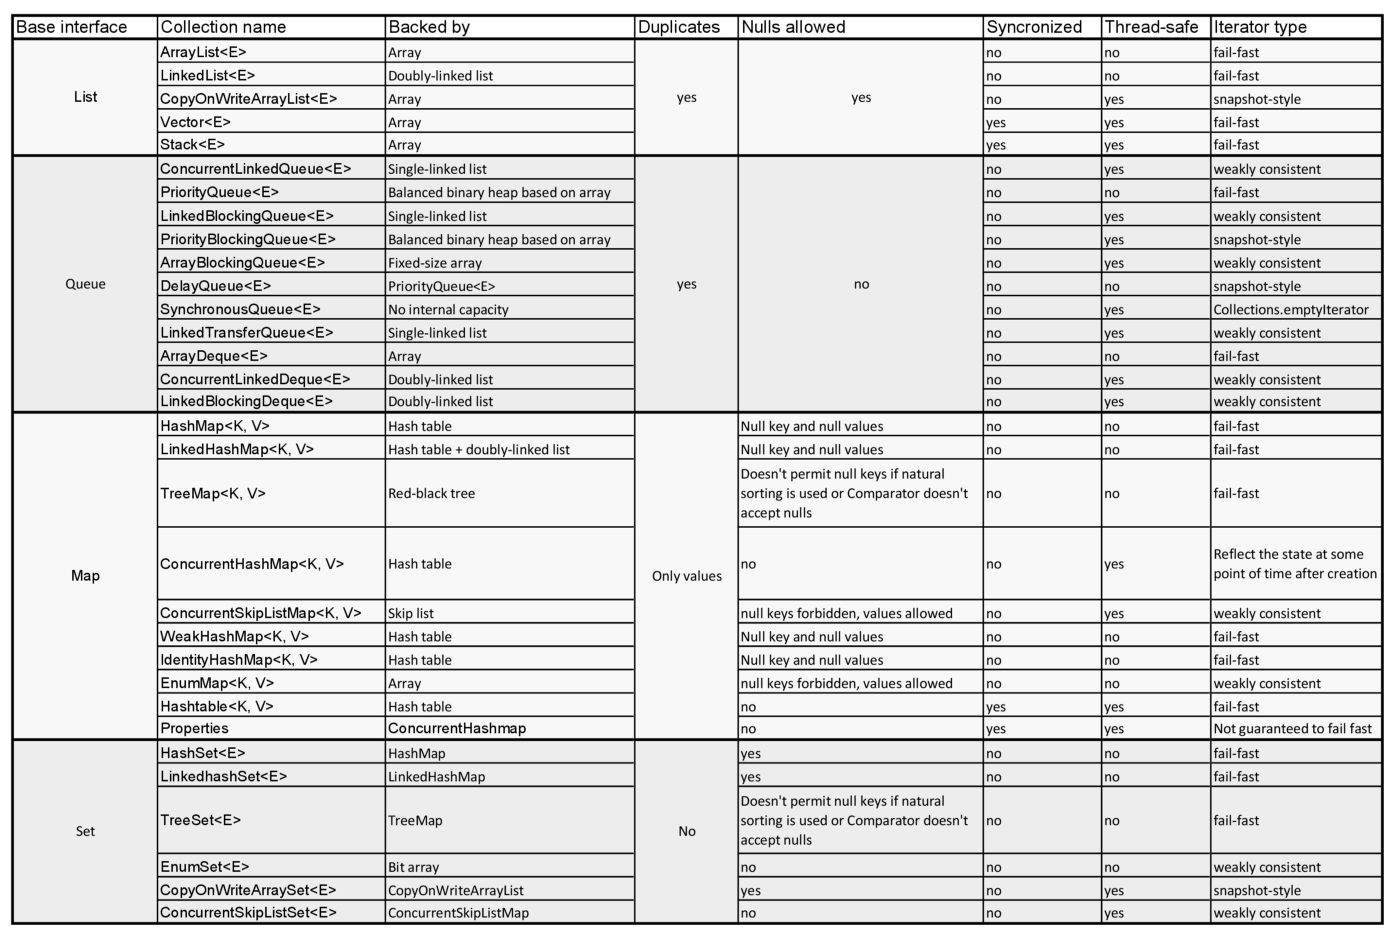 Base interface Collection name Backed by Duplicates Nulls allowed Syncronized Thread-safe Iterator type
ArrayList<E> Array no no fail-fast
LinkedList<E> Doubly-linked list no no fail-fast
List CopyOnWriteArrayList<E> Array yes yes no yes snapshot-style
Vector<E> Array yes yes fail-fast
Stack<E> Array yes yes fail-fast
ConcurrentLinkedQueue<E> Single-linked list no yes weakly consistent
PriorityQueue<E> Balanced binary heap based on array no no fail-fast
LinkedBlockingQueue<E> Single-linked list no yes weakly consistent
PriorityBlockingQueue<E> Balanced binary heap based on array no yes snapshot-style
ArrayBlockingQueue<E> Fixed-size array no yes weakly consistent
Queue DelayQueue<E> PriorityQueue<E> yes no no no snapshot-style
SynchronousQueue<E> No internal capacity no yes Collections.emptyIterator
LinkedTransferQueue<E> Single-linked list no yes weakly consistent
ArrayDeque<E> Array no no fail-fast
ConcurrentLinkedDeque<E> Doubly-linked list no yes weakly consistent
LinkedBlockingDeque<E> Doubly-linked list no yes weakly consistent
HashMap<K, V> Hash table Null key and null values no no fail-fast
LinkedHashMap<K, V> Hash table + doubly-linked list Null key and null values no no fail-fast
Doesn't permit null keys if natural
TreeMap<K, V> Red-black tree sorting is used or Comparator doesn't no no fail-fast
accept nulls
Reflect the state at some
ConcurrentHashMap<K, V> Hash table no no yes
point of time after creation
Map Only values
ConcurrentSkipListMap<K, V> Skip list null keys forbidden, values allowed no yes weakly consistent
WeakHashMap<K, V> Hash table Null key and null values no no fail-fast
IdentityHashMap<K, V> Hash table Null key and null values no no fail-fast
EnumMap<K, V> Array null keys forbidden, values allowed no no weakly consistent
Hashtable<K, V> Hash table no yes yes fail-fast
Properties ConcurrentHashmap no yes yes Not guaranteed to fail fast
HashSet<E> HashMap yes no no fail-fast
LinkedhashSet<E> LinkedHashMap yes no no fail-fast
Doesn't permit null keys if natural
TreeSet<E> TreeMap sorting is used or Comparator doesn't no no fail-fast
Set No
accept nulls
EnumSet<E> Bit array no no no weakly consistent
CopyOnWriteArraySet<E> CopyOnWriteArrayList yes no yes snapshot-style
ConcurrentSkipListSet<E> ConcurrentSkipListMap no no yes weakly consistent